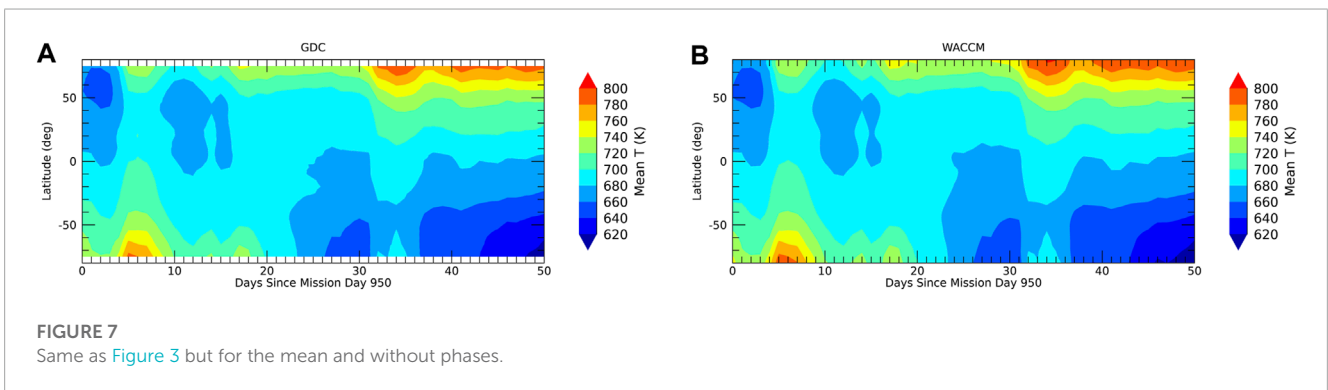 A
GDC
50
0
-50
Latitude (deg)
0 10 20 30 40 50
Days Since Mission Day 950
800
780
760
740
720
700
680
660
640
620
Mean T (K)
B
WACCM
50
0
-50
Latitude (deg)
0 10 20 30 40 50
Days Since Mission Day 950
800
780
760
740
720
700
680
660
640
620
Mean T (K)
FIGURE 7
Same as Figure 3 but for the mean and without phases.